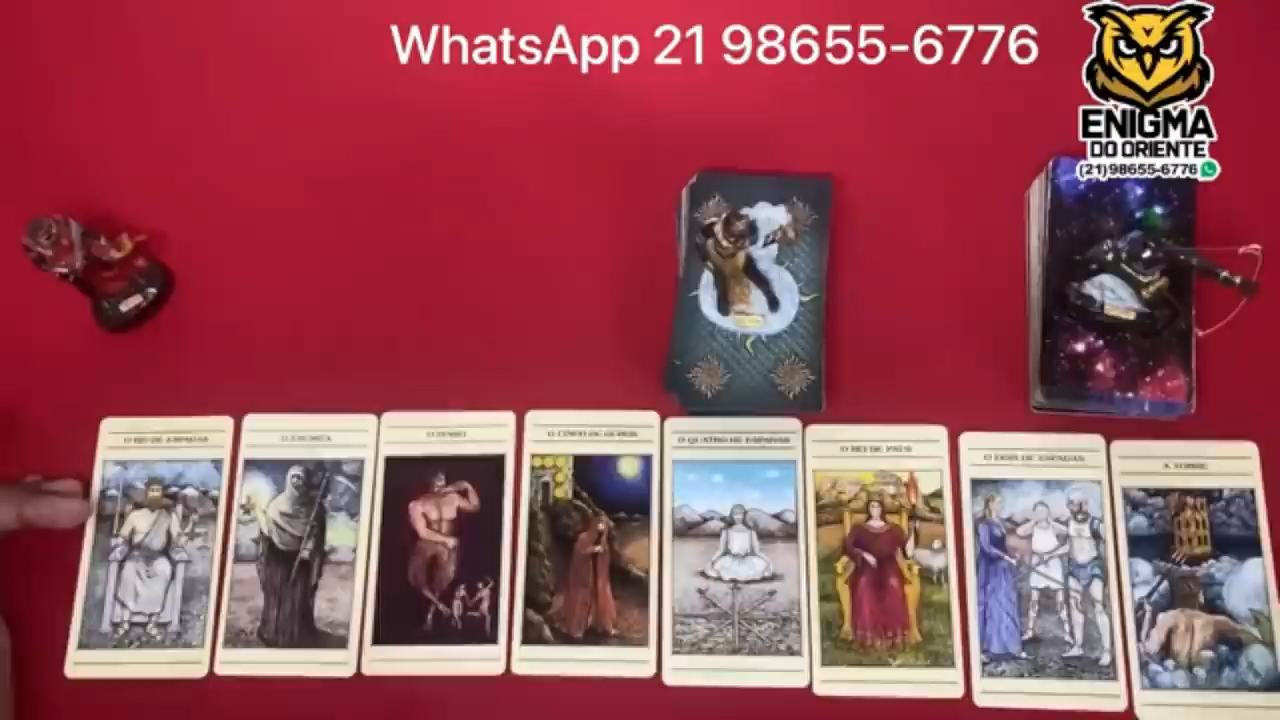 WhatsApp 21 98655-6776
ENIGMA
DO ORIENTE
(21)98655-6776
O REI DE ESPADAS
O EREMITA
O CINCO DE OUROS
O QUATRO DE ESPADAS
O REI DE PAUS
O DOIS DE ESPADAS
A TORRE